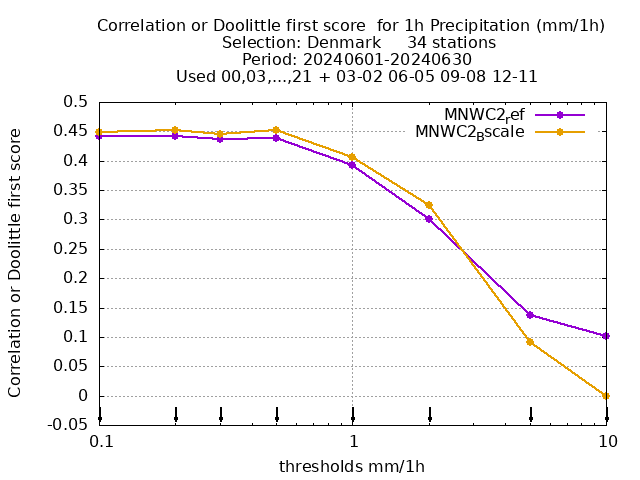 Correlation or Doolittle first score  for 1h Precipitation (mm/1h)
Selection: Denmark     34 stations
Period: 20240601-20240630
Used 00,03,...,21 + 03-02 06-05 09-08 12-11
Correlation or Doolittle first score
0.5
0.45
0.4
0.35
0.3
0.25
0.2
0.15
0.1
0.05
0
-0.05
MNWC2ref
MNWC2Bscale
0.1
1
10
thresholds mm/1h